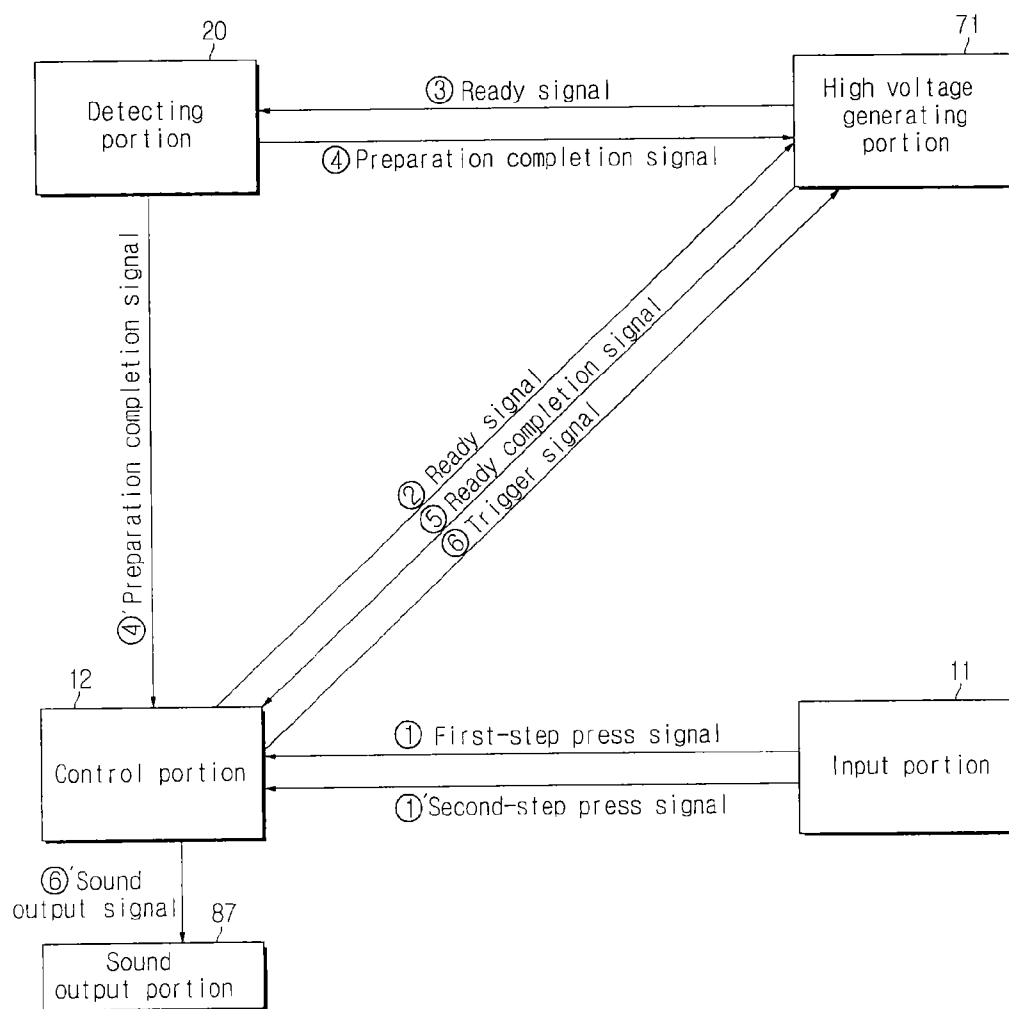 20
71
Detecting
portion
③ Ready signal
④ Preparation completion signal
High voltage
generating
portion
④' Preparation completion signal
② Ready signal
⑤ Ready completion signal
⑥ Trigger signal
12
11
Control portion
① First-step press signal
①' Second-step press signal
Input portion
⑥' Sound
output signal
87
Sound
output portion